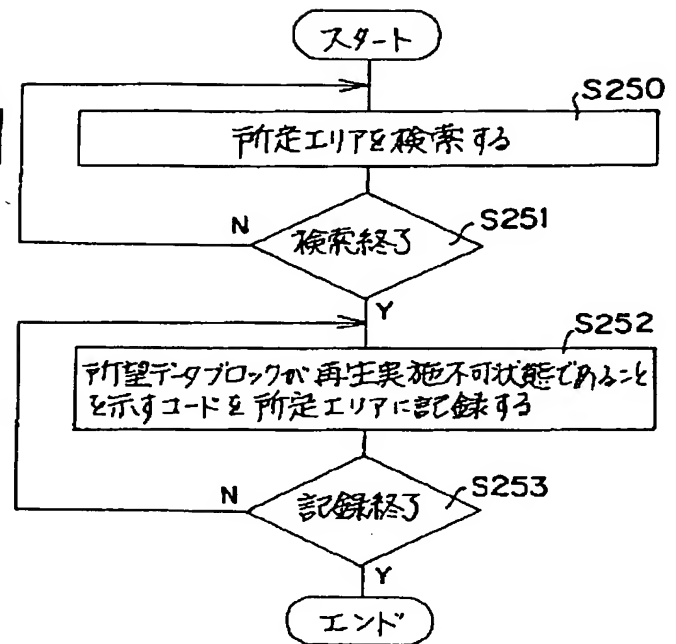 スタート
S250
所定エリアを検索する
S251
検索終了
N
Y
S252
所望データブロックが再生実施不可状態であること
を示すコードを所定エリアに記録する
S253
記録終了
N
Y
エンド